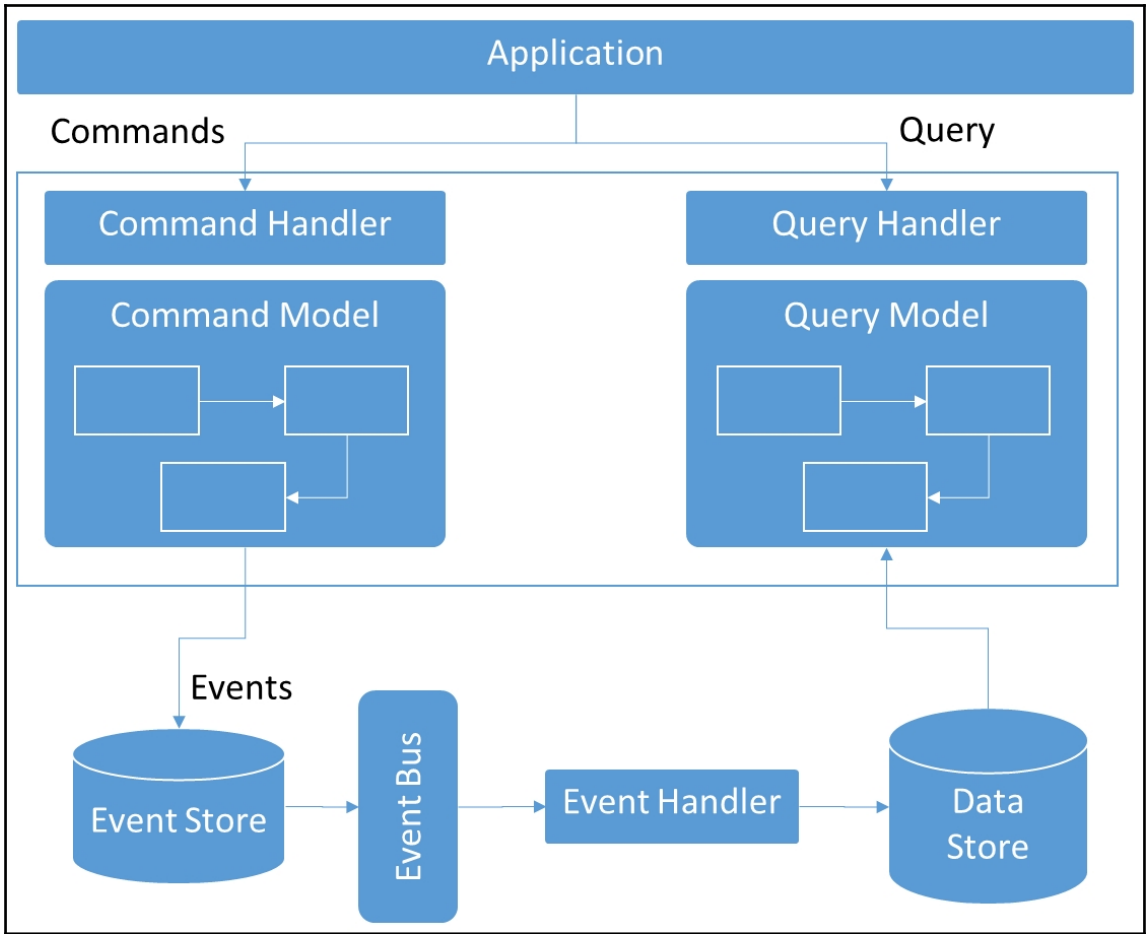 Application
Commands
Query
Command Handler
Query Handler
Command Model
Query Model
Events
Event Store
Event Bus
Event Handler
Data
Store